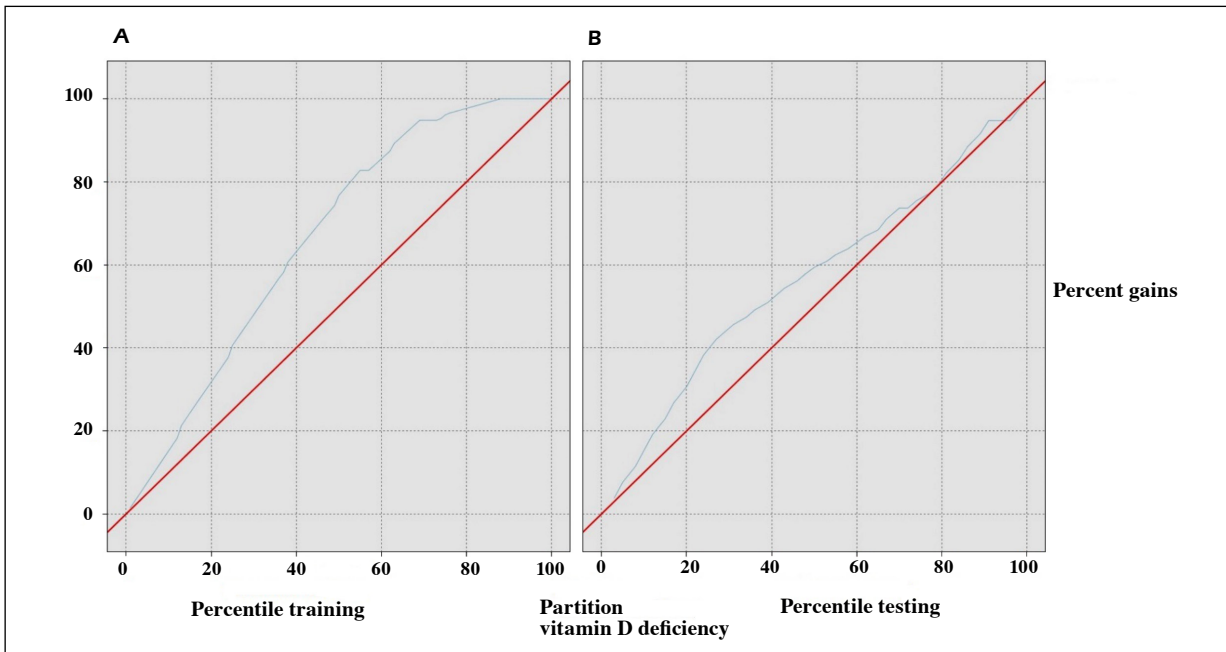 A
B
100
80
60
40
20
0
Percent gains
0 20 40 60 80 100
0 20 40 60 80 100
Percentile training
Partition
vitamin D deficiency
Percentile testing